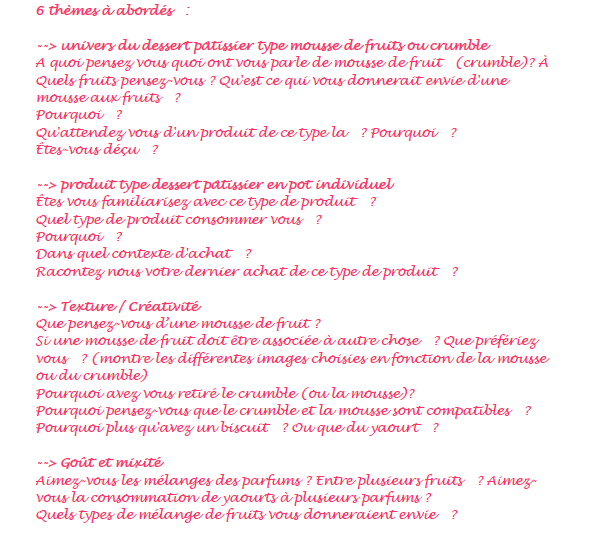 6 thèmes à abordés :
--> univers du dessert pâtissier type mousse de fruits ou crumble
A quoi pensez vous quoi ont vous parle de mousse de fruit (crumble)? À
Quels fruits pensez-vous ? Qu'est ce qui vous donnerait envie d'une
mousse aux fruits ?
Pourquoi ?
Qu'attendez vous d'un produit de ce type la ? Pourquoi ?
Êtes-vous déçu ?
--> produit type dessert pâtissier en pot individuel
Êtes vous familiarisez avec ce type de produit ?
Quel type de produit consommer vous ?
Pourquoi ?
Dans quel contexte d'achat ?
Racontez nous votre dernier achat de ce type de produit ?
--> Texture / Créativité
Que pensez-vous d'une mousse de fruit ?
Si une mousse de fruit doit être associée à autre chose ? Que préfériez
vous ? (montre les différentes images choisies en fonction de la mousse
ou du crumble)
Pourquoi avez vous retiré le crumble (ou la mousse)?
Pourquoi pensez-vous que le crumble et la mousse sont compatibles ?
Pourquoi plus qu'avez un biscuit ? Ou que du yaourt ?
--> Goût et mixité
Aimez-vous les mélanges des parfums ? Entre plusieurs fruits ? Aimez-
vous la consommation de yaourts à plusieurs parfums ?
Quels types de mélange de fruits vous donneraient envie ?